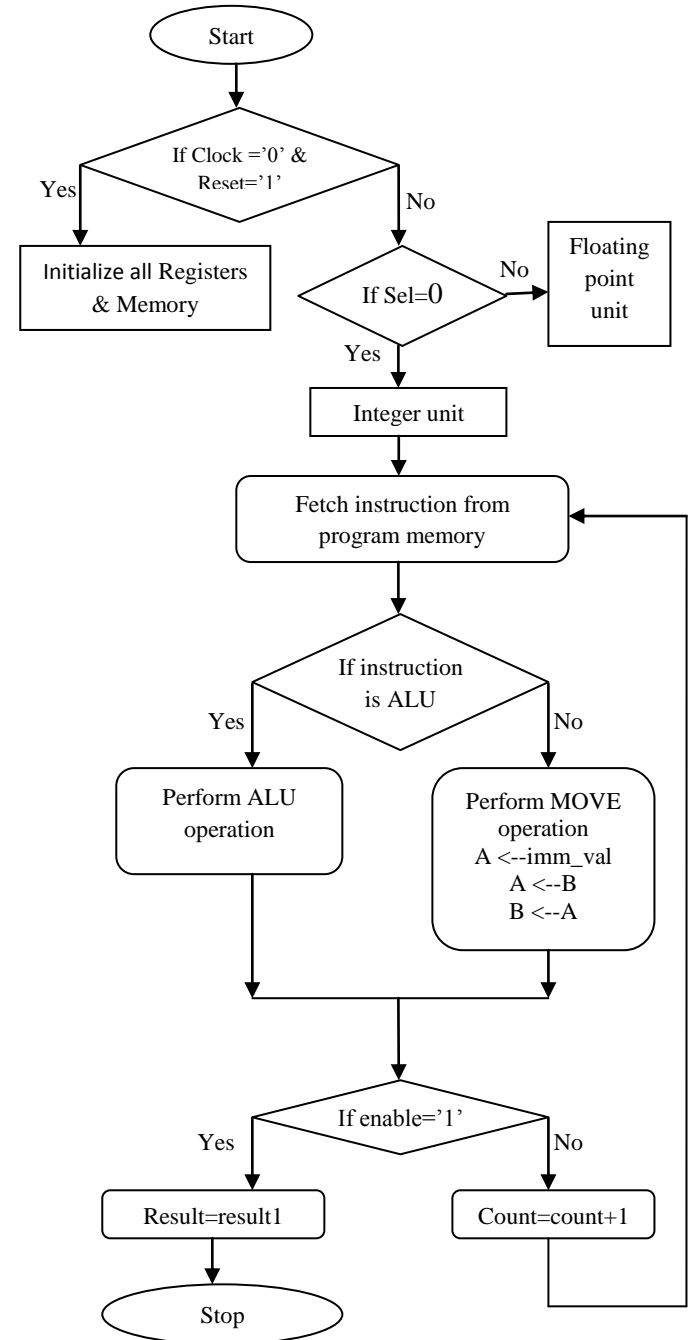 Start
If Clock =’0’ &
Reset=’1’
Yes
No
Initialize all Registers
& Memory
If Sel=0
No
Floating
point
unit
Yes
Integer unit
Fetch instruction from
program memory
If instruction
is ALU
Yes
No
Perform ALU
operation
Perform MOVE
operation
A <--imm_val
A <--B
B <--A
If enable=’1’
Yes
No
Result=result1
Count=count+1
Stop